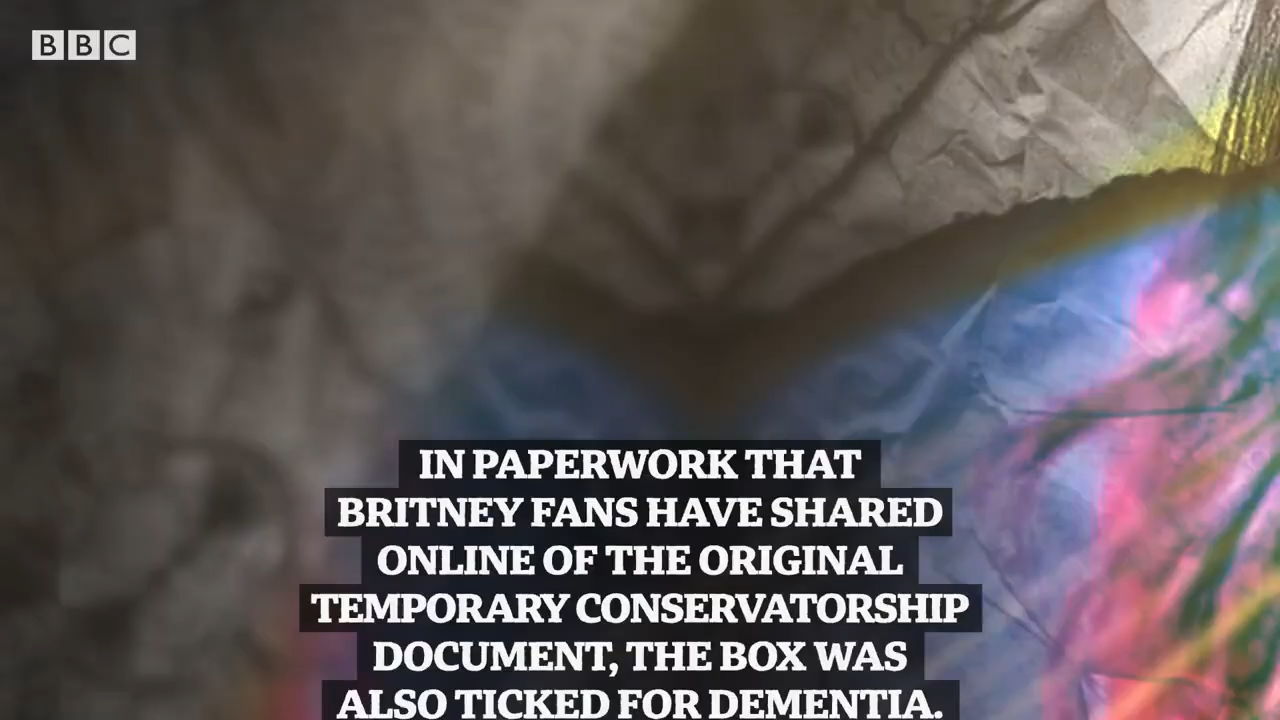 BBC
IN PAPERWORK THAT
BRITNEY FANS HAVE SHARED
ONLINE OF THE ORIGINAL
TEMPORARY CONSERVATORSHIP
DOCUMENT, THE BOX WAS
ALSO TICKED FOR DEMENTIA.